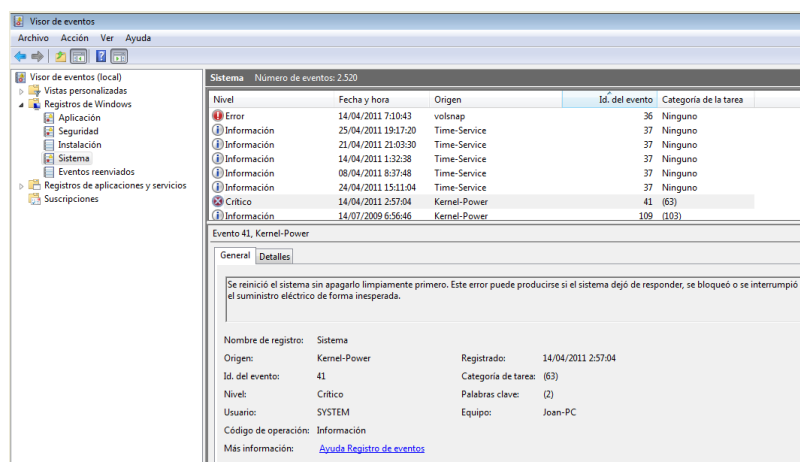 Visor de eventos
Archivo Acción Ver Ayuda
Visor de eventos (local)
Vistas personalizadas
Registros de Windows
Aplicación
Seguridad
Instalación
Sistema
Eventos reenviados
Registros de aplicaciones y servicios
Suscripciones
Sistema Número de eventos: 2.520
Nivel Fecha y hora Origen Id. del evento Categoría de la tarea
Error 14/04/2011 7:10:43 volsnap 36 Ninguno
Información 25/04/2011 19:17:20 Time-Service 37 Ninguno
Información 21/04/2011 21:03:30 Time-Service 37 Ninguno
Información 14/04/2011 1:32:38 Time-Service 37 Ninguno
Información 08/04/2011 8:37:48 Time-Service 37 Ninguno
Información 24/04/2011 15:11:04 Time-Service 37 Ninguno
Crítico 14/04/2011 2:57:04 Kernel-Power 41 (63)
Información 14/07/2009 6:56:46 Kernel-Power 109 (103)
Evento 41, Kernel-Power
General Detalles
Se reinició el sistema sin apagarlo limpiamente primero. Este error puede producirse si el sistema dejó de responder, se bloqueó o se interrumpió
el suministro eléctrico de forma inesperada.
Nombre de registro: Sistema
Origen: Kernel-Power Registrado: 14/04/2011 2:57:04
Id. del evento: 41 Categoría de tarea: (63)
Nivel: Crítico Palabras clave: (2)
Usuario: SYSTEM Equipo: Joan-PC
Código de operación: Información
Más información: Ayuda Registro de eventos